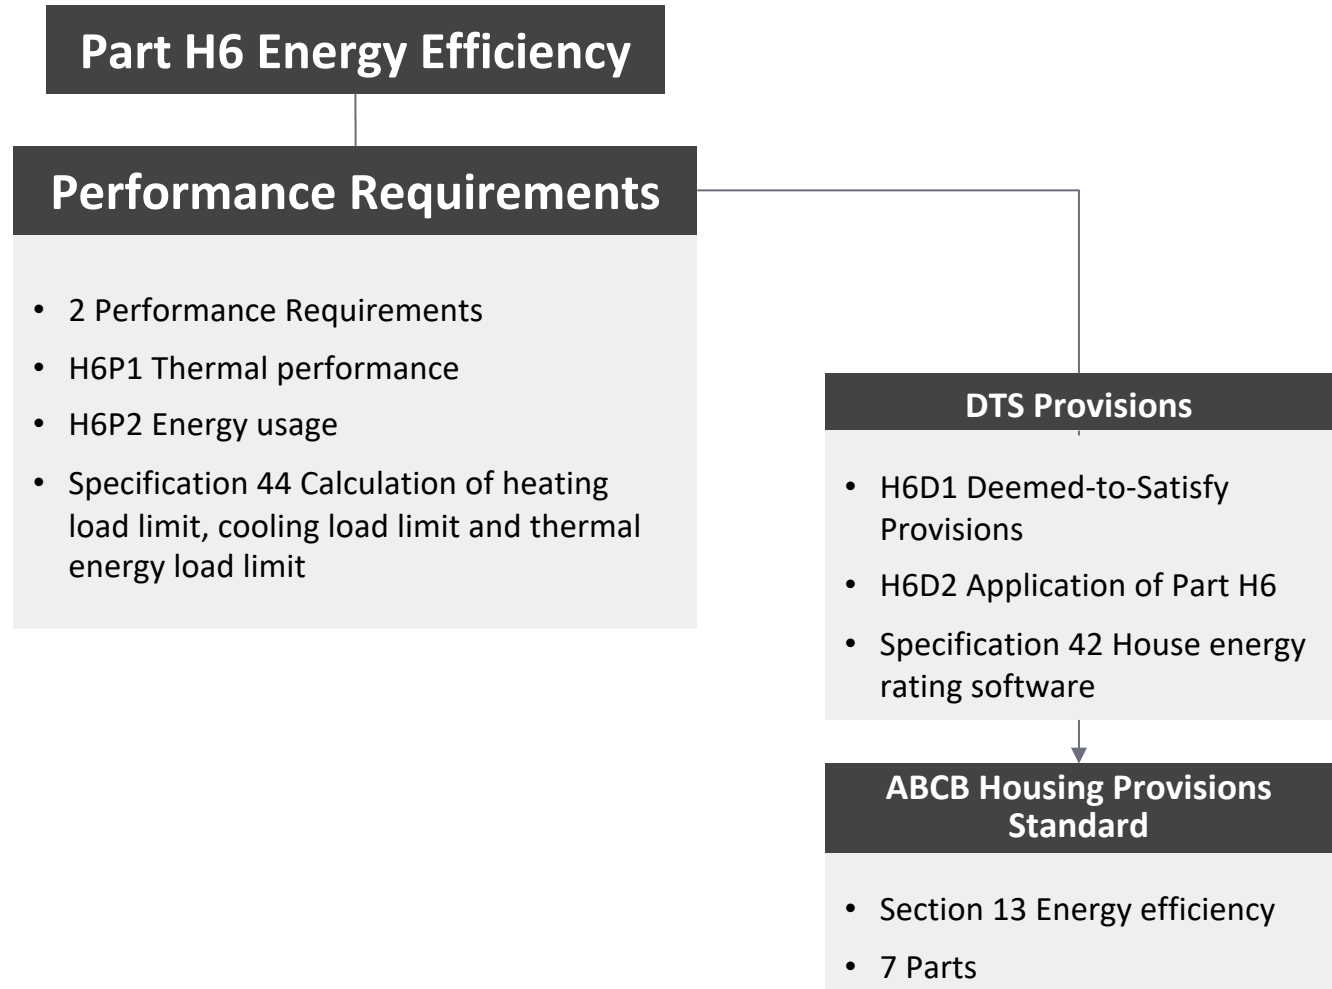 Part H6 Energy Efficiency
Performance Requirements
• 2 Performance Requirements
• H6P1 Thermal performance
• H6P2 Energy usage
• Specification 44 Calculation of heating
load limit, cooling load limit and thermal
energy load limit
DTS Provisions
• H6D1 Deemed-to-Satisfy
Provisions
• H6D2 Application of Part H6
• Specification 42 House energy
rating software
ABCB Housing Provisions
Standard
• Section 13 Energy efficiency
• 7 Parts